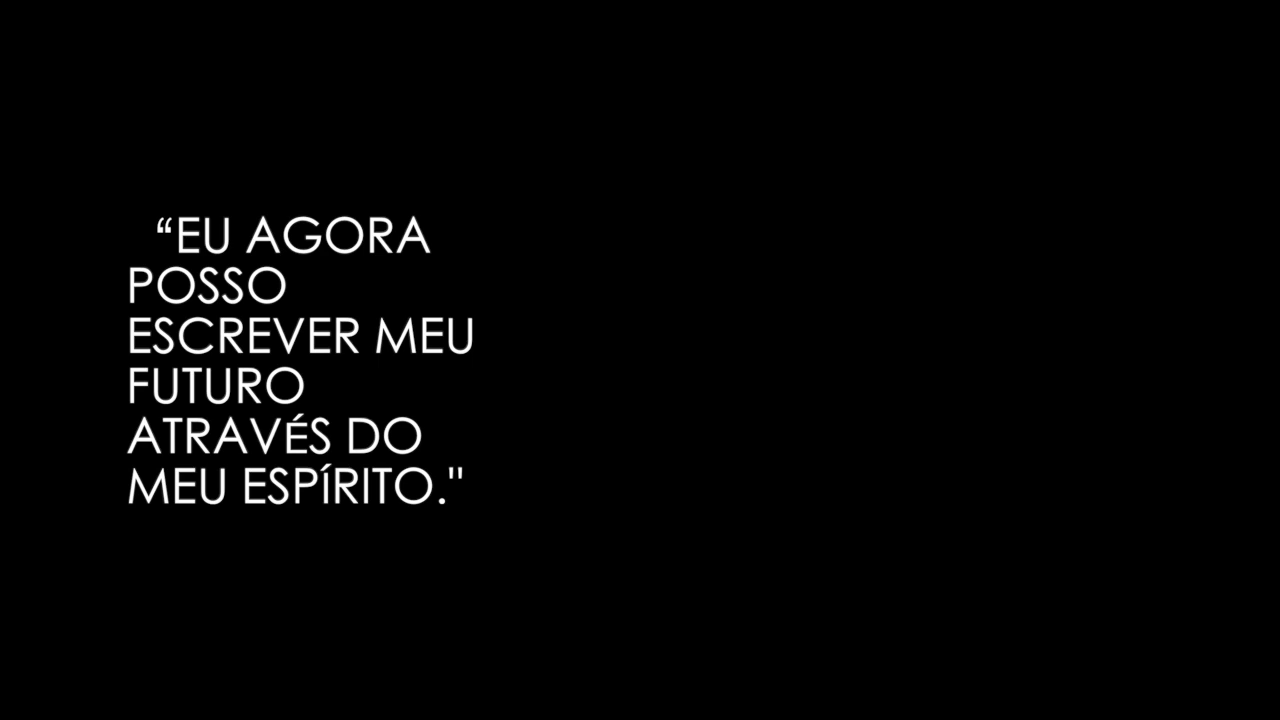 “EU AGORA
POSSO
ESCREVER MEU
FUTURO
ATRAVÉS DO
MEU ESPÍRITO."